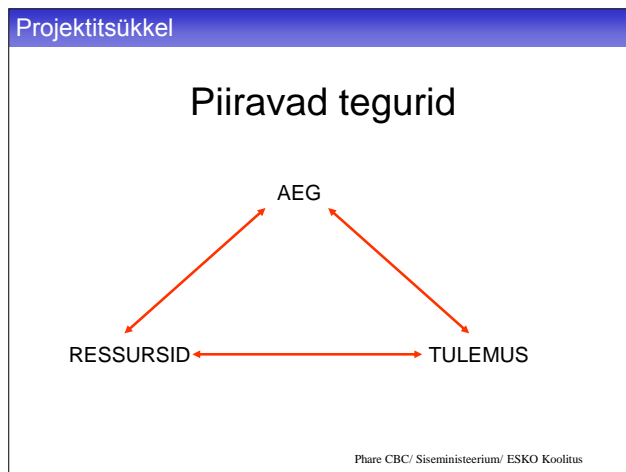 Projektitsükkel
Piiravad tegurid
AEG
RESSURSID TULEMUS
Phare CBC/ Siseministeerium/ ESKO Koolitus